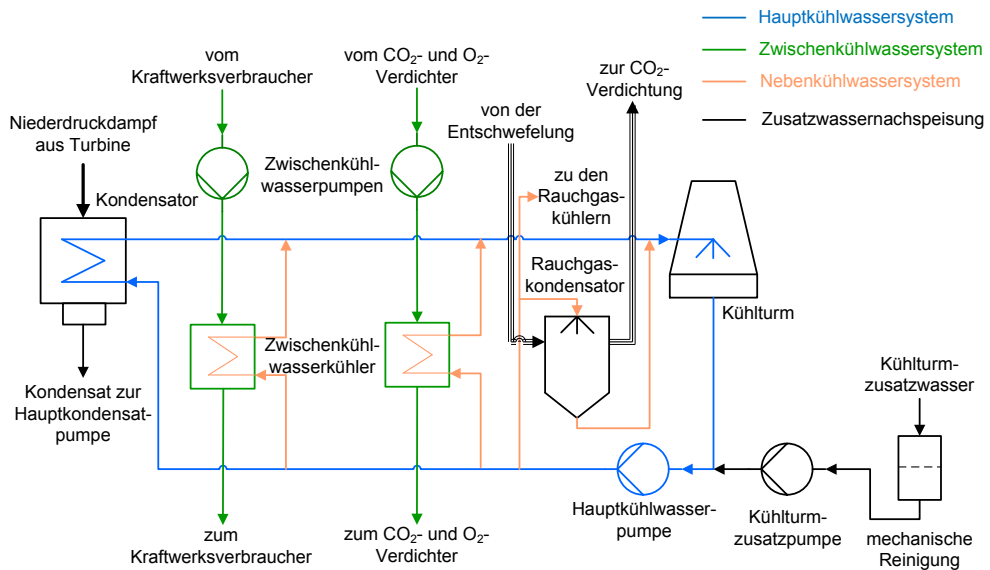 Hauptkühlwassersystem
Zwischenkühlwassersystem
Nebenkühlwassersystem
Zusatzwassernachspeisung
vom
Kraftwerksverbraucher
vom CO₂- und O₂-
Verdichter
zur CO₂-
Verdichtung
von der
Entschwefelung
Niederdruckdampf
aus Turbine
Zwischenkühl-
wasserpumpen
zu den
Rauchgas-
kühlern
Kondensator
Rauchgas-
kondensator
Kühlturm
Zwischenkühl-
wasserkühler
Kondensat zur
Hauptkondensat-
pumpe
Kühlturm-
zusatzwasser
Hauptkühlwasser-
pumpe
Kühlturm-
zusatzpumpe
mechanische
Reinigung
zum
Kraftwerksverbraucher
zum CO₂- und O₂-
Verdichter